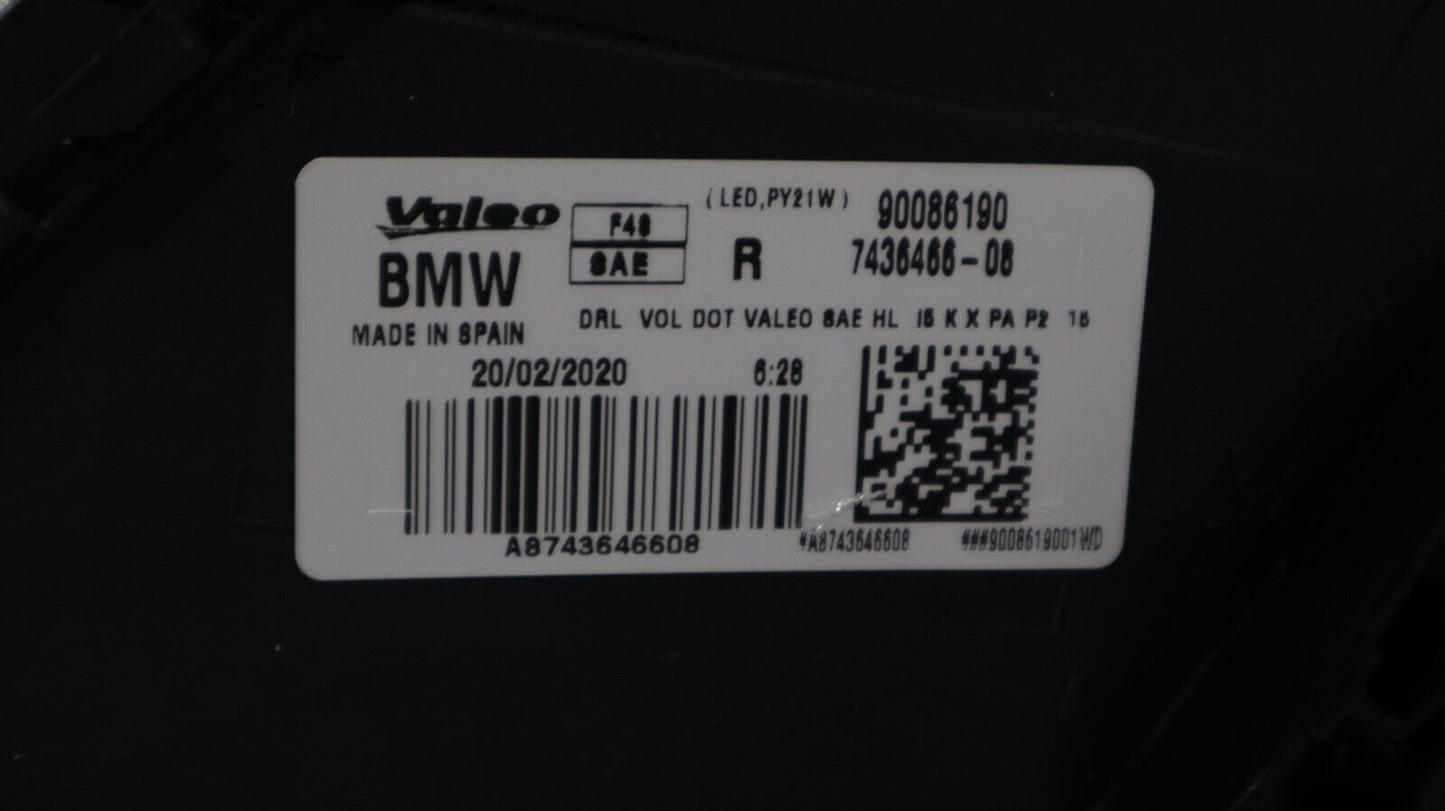 Valeo
BMW
MADE IN SPAIN
F48
SAE
(LED,PY21W)
R
90086190
7436466-08
DRL VOL DOT VALEO SAE HL I5 K X PA P2 15
20/02/2020 6:28
A8743646608
#A8743646608 ###9008619001WD